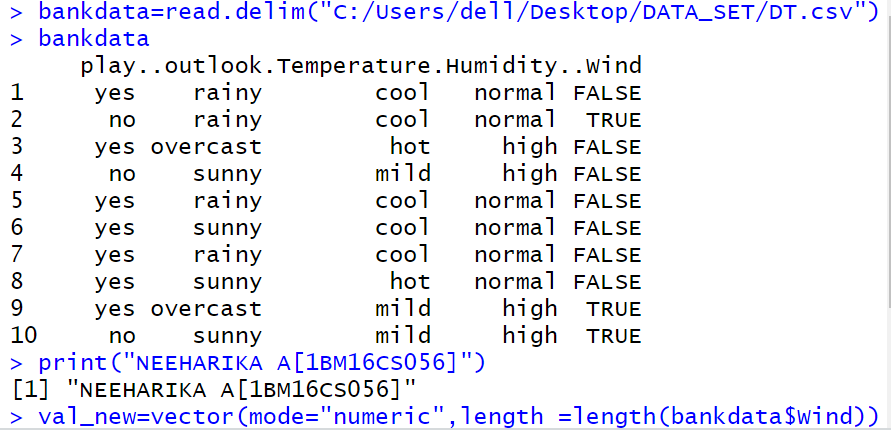 > bankdata=read.delim("C:/Users/dell/Desktop/DATA_SET/DT.csv")
> bankdata
play..outlook.Temperature.Humidity..Wind
1 yes rainy cool normal FALSE
2 no rainy cool normal TRUE
3 yes overcast hot high FALSE
4 no sunny mild high FALSE
5 yes rainy cool normal FALSE
6 yes sunny cool normal FALSE
7 yes rainy cool normal FALSE
8 yes sunny hot normal FALSE
9 yes overcast mild high TRUE
10 no sunny mild high TRUE
> print("NEEHARIKA A[1BM16CS056]")
[1] "NEEHARIKA A[1BM16CS056]"
> val_new=vector(mode="numeric",length =length(bankdata$Wind))